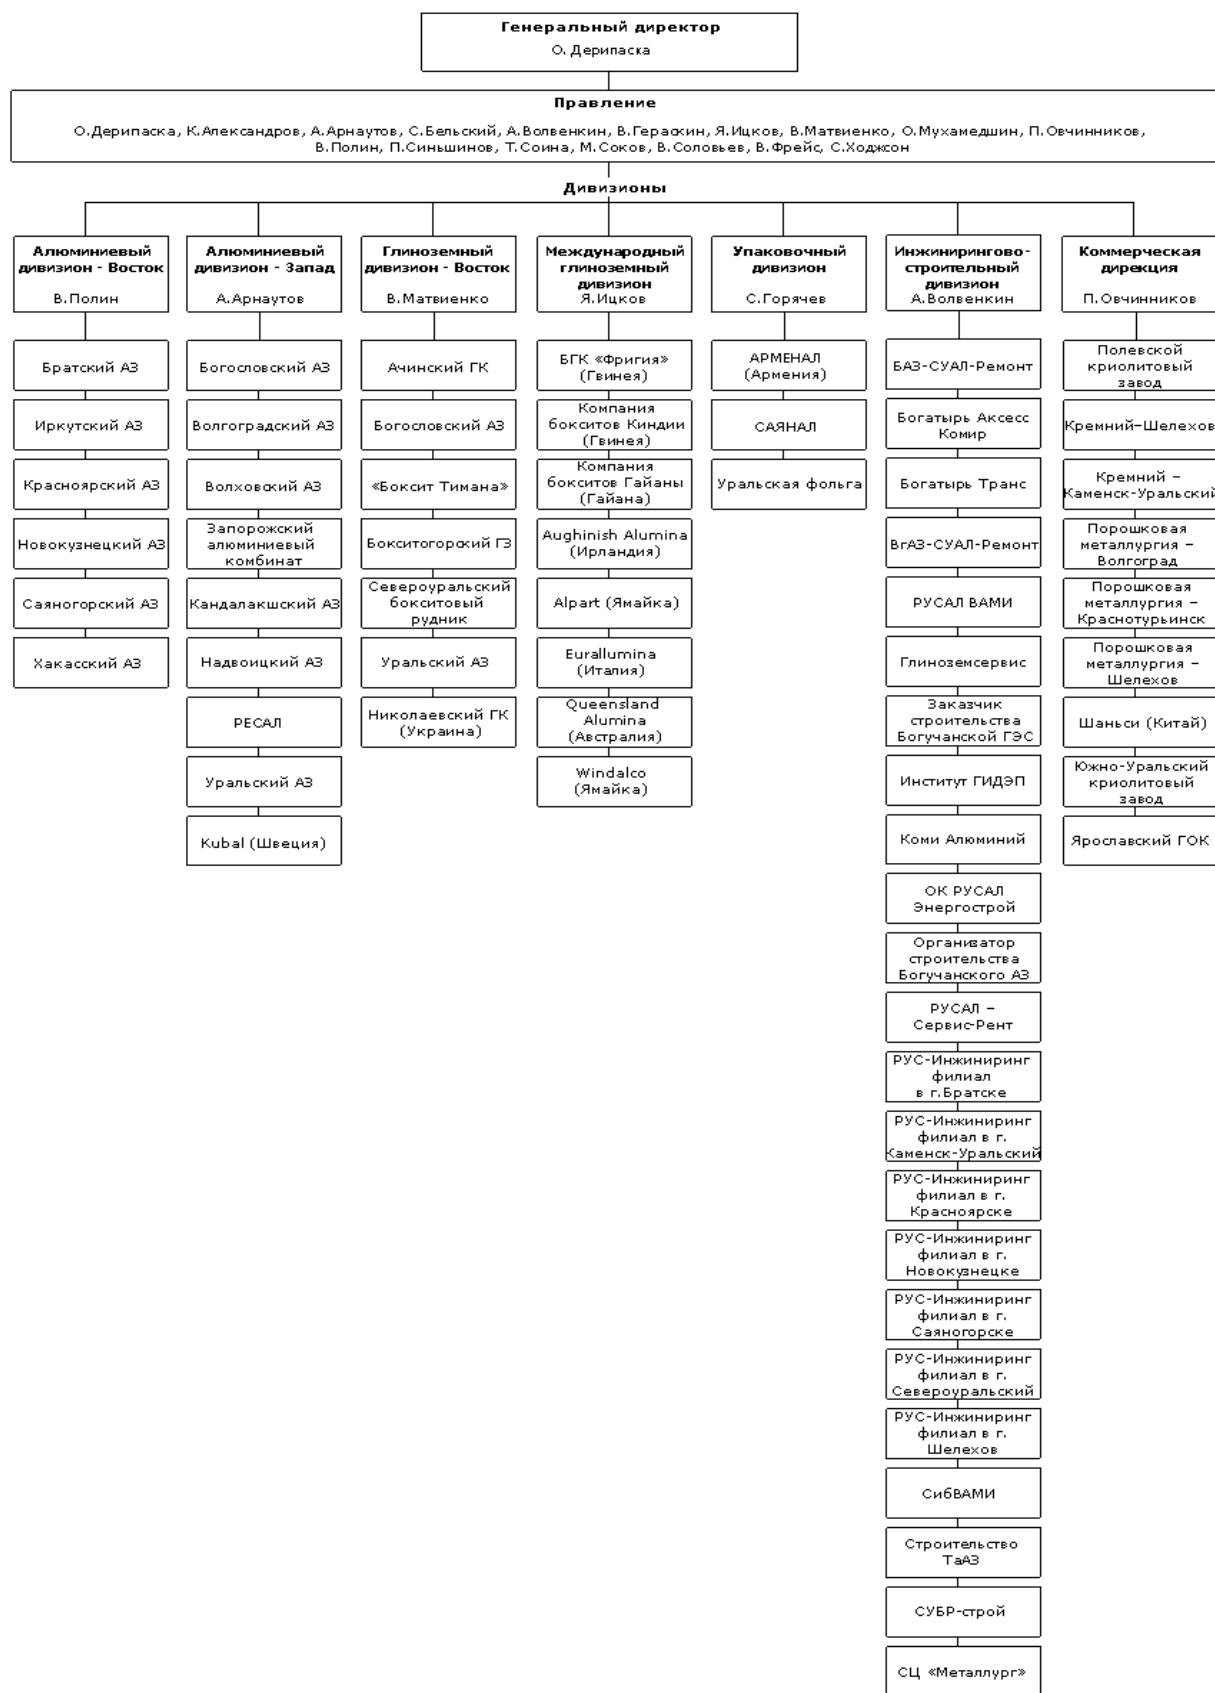 Генеральный директор
О. Дерипаска
Правление
О.Дерипаска, К.Александров, А.Арнаутов, С.Бельский, А.Волвенкин, В.Гераскин, Я.Ицков, В.Матвиенко, О.Мухамедшин, П.Овчинников,
В.Полин, П.Синьшинов, Т.Соина, М.Соков, В.Соловьев, В.Фрейс, С.Ходжсон
Дивизионы
Алюминиевый
дивизион - Восток
В.Полин
Братский АЗ
Иркутский АЗ
Красноярский АЗ
Новокузнецкий АЗ
Саяногорский АЗ
Хакасский АЗ
Алюминиевый
дивизион - Запад
А.Арнаутов
Богословский АЗ
Волгоградский АЗ
Волховский АЗ
Запорожский
алюминиевый
комбинат
Кандалакшский АЗ
Надвоицкий АЗ
РЕСАЛ
Уральский АЗ
Kubal (Швеция)
Глиноземный
дивизион - Восток
В.Матвиенко
Ачинский ГК
Богословский АЗ
«Боксит Тимана»
Бокситогорский ГЗ
Североуральский
бокситовый
рудник
Уральский АЗ
Николаевский ГК
(Украина)
Международный
глиноземный
дивизион
Я.Ицков
БГК «Фригия»
(Гвинея)
Компания
бокситов Киндии
(Гвинея)
Компания
бокситов Гайаны
(Гайана)
Aughinish Alumina
(Ирландия)
Alpart (Ямайка)
Eurallumina
(Италия)
Queensland
Alumina
(Австралия)
Windalco
(Ямайка)
Упаковочный
дивизион
С.Горячев
АРМЕНАЛ
(Армения)
САЯНАЛ
Уральская фольга
Инжинирингово-
строительный
дивизион
А.Волвенкин
БАЗ-СУАЛ-Ремонт
Богатырь Аксесс
Комир
Богатырь Транс
ВгАЗ-СУАЛ-Ремонт
РУСАЛ ВАМИ
Глиноземсервис
Заказчик
строительства
Богучанской ГЭС
Институт ГИДЭП
Коми Алюминий
ОК РУСАЛ
Энергострой
Организатор
строительства
Богучанского АЗ
РУСАЛ –
Сервис-Рент
РУС-Инжиниринг
филиал
в г.Братске
РУС-Инжиниринг
филиал в г.
Каменск-Уральский
РУС-Инжиниринг
филиал в г.
Красноярске
РУС-Инжиниринг
филиал в г.
Новокузнецке
РУС-Инжиниринг
филиал в г.
Саяногорске
РУС-Инжиниринг
филиал в г.
Североуральский
РУС-Инжиниринг
филиал в г.
Шелехов
СибВАМИ
Строительство
ТаАЗ
СУБР-строй
СЦ «Металлург»
Коммерческая
дирекция
П.Овчинников
Полевской
криолитовый
завод
Кремний–Шелехов
Кремний –
Каменск-Уральский
Порошковая
металлургия –
Волгоград
Порошковая
металлургия –
Краснотурьинск
Порошковая
металлургия –
Шелехов
Шаньси (Китай)
Южно-Уральский
криолитовый
завод
Ярославский ГОК